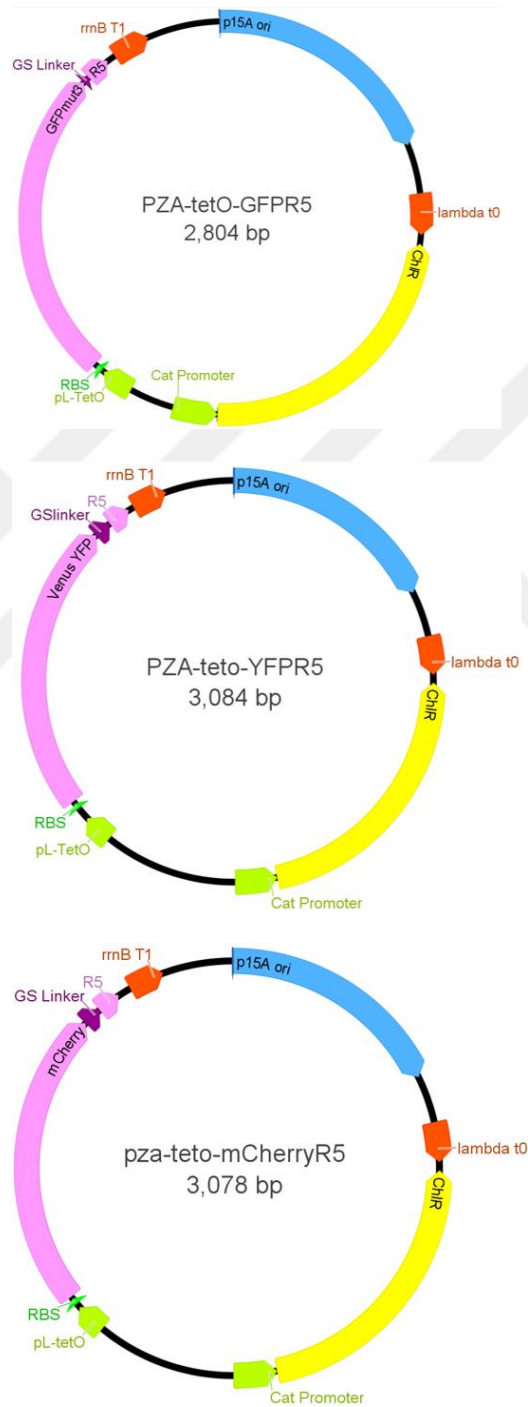 rrnB T1
p15A ori
GS Linker
R5
GFPmut3
PZA-tetO-GFPR5
2,804 bp
lambda t0
ChlR
Cat Promoter
RBS
pL-TetO
rrnB T1
p15A ori
R5
GSlinker
Venus YFP
PZA-teto-YFPR5
3,084 bp
lambda t0
ChlR
RBS
pL-TetO
Cat Promoter
rrnB T1
p15A ori
R5
GS Linker
mCherry
pza-teto-mCherryR5
3,078 bp
lambda t0
ChlR
RBS
pL-tetO
Cat Promoter